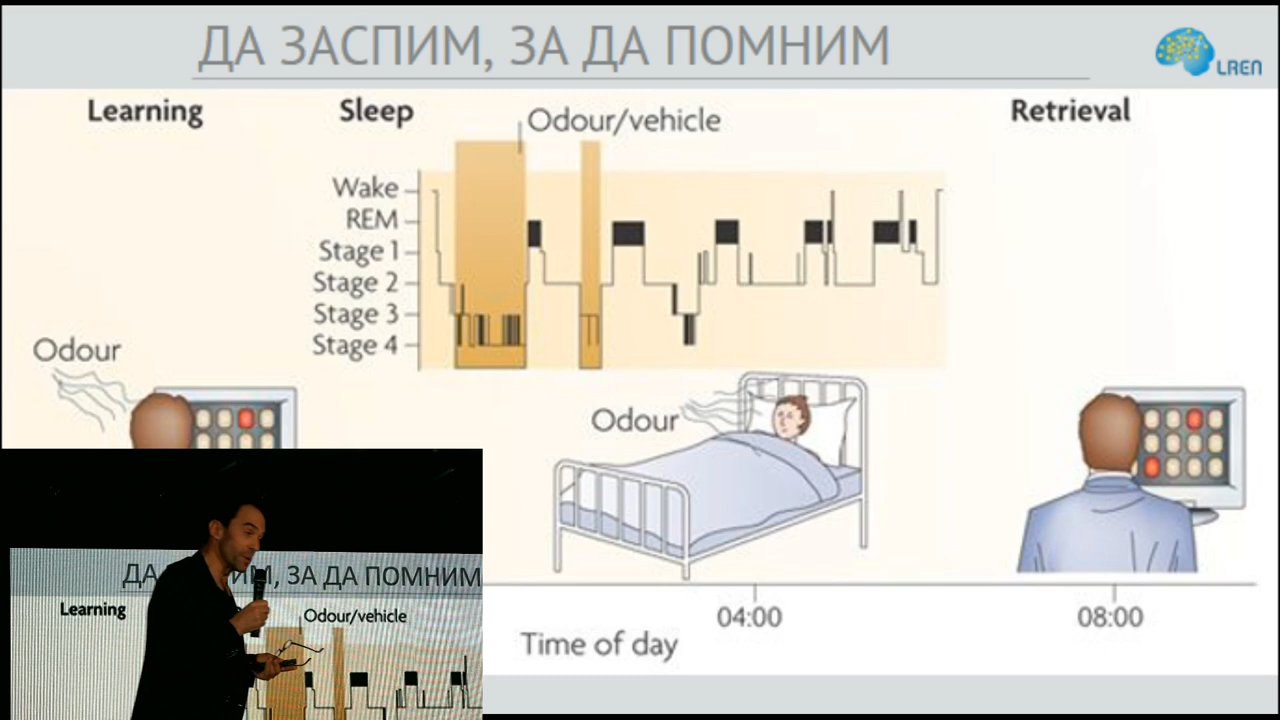 ДА ЗАСПИМ, ЗА ДА ПОМНИМ
LREN
Learning
Sleep
Odour/vehicle
Retrieval
Wake
REM
Stage 1
Stage 2
Stage 3
Stage 4
Odour
Odour
04:00
08:00
Time of day
ДА ЗА ДА ПОМНИМ
Learning
Odour/vehicle